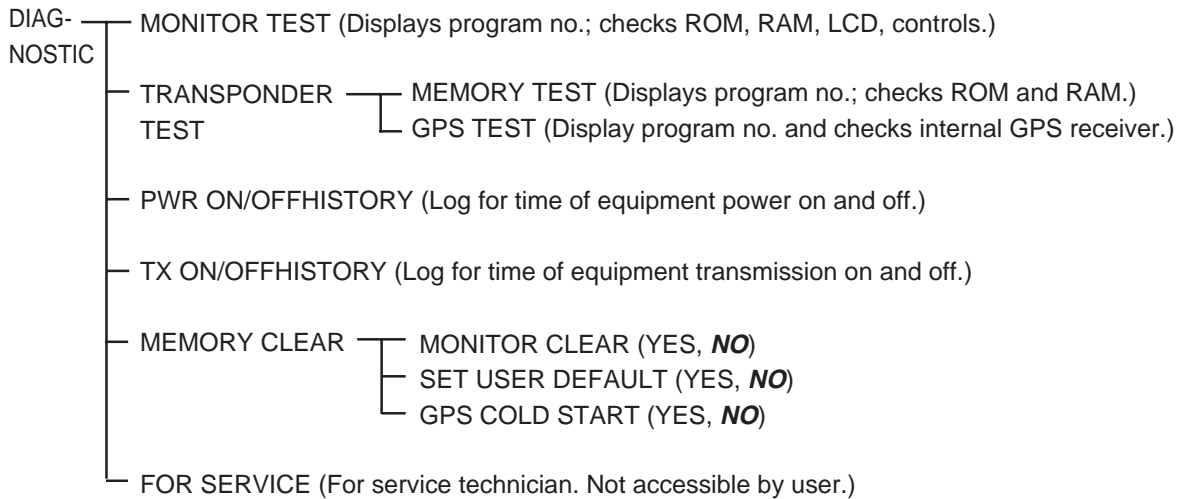 DIAG-
NOSTIC
MONITOR TEST (Displays program no.; checks ROM, RAM, LCD, controls.)
TRANSPONDER
TEST
MEMORY TEST (Displays program no.; checks ROM and RAM.)
GPS TEST (Display program no. and checks internal GPS receiver.)
PWR ON/OFFHISTORY (Log for time of equipment power on and off.)
TX ON/OFFHISTORY (Log for time of equipment transmission on and off.)
MEMORY CLEAR
MONITOR CLEAR (YES, NO)
SET USER DEFAULT (YES, NO)
GPS COLD START (YES, NO)
FOR SERVICE (For service technician. Not accessible by user.)